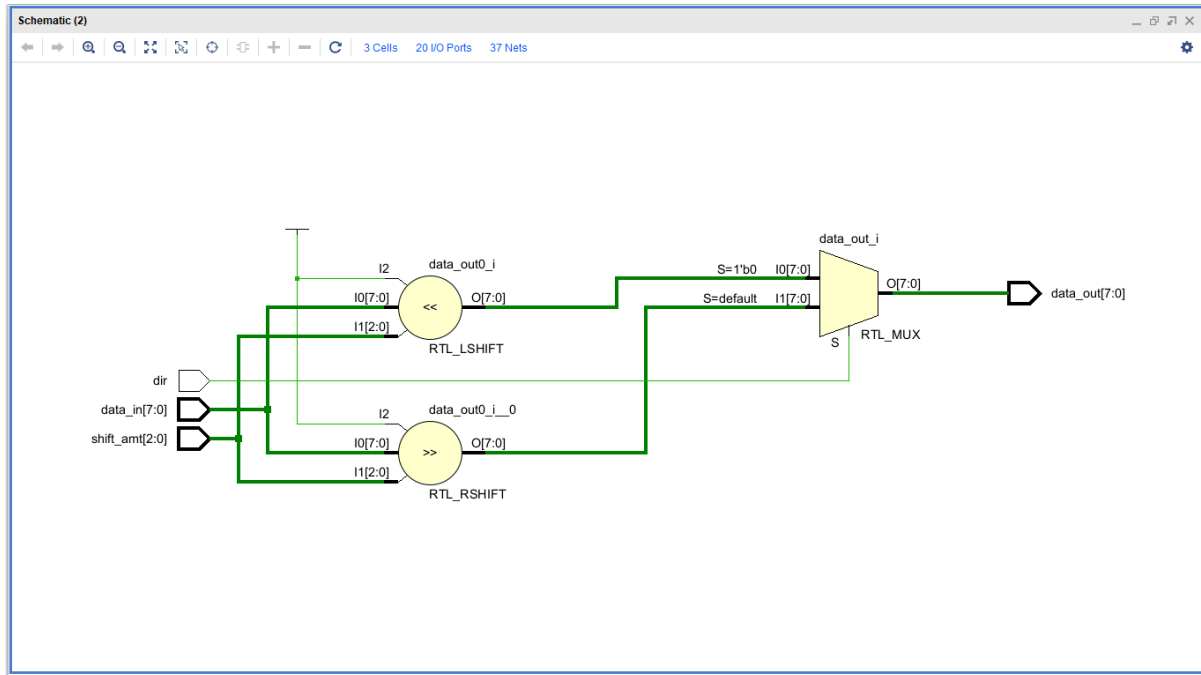 Schematic (2)
3 Cells 20 I/O Ports 37 Nets
data_out_i
S=1'b0 I0[7:0]
O[7:0]
S=default I1[7:0]
data_out[7:0]
S
RTL_MUX
I2
data_out0_i
I0[7:0] << O[7:0]
I1[2:0]
RTL_LSHIFT
dir
data_in[7:0]
shift_amt[2:0]
I2
data_out0_i__0
I0[7:0] >> O[7:0]
I1[2:0]
RTL_RSHIFT